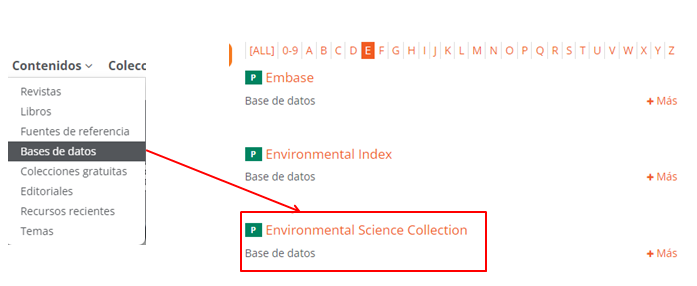 Contenidos Colecc
Revistas
Libros
Fuentes de referencia
Bases de datos
Colecciones gratuitas
Editoriales
Recursos recientes
Temas
[ALL] 0-9 A B C D E F G H I J K L M N O P Q R S T U V W X Y Z
P Embase
Base de datos + Más
P Environmental Index
Base de datos + Más
P Environmental Science Collection
Base de datos + Más